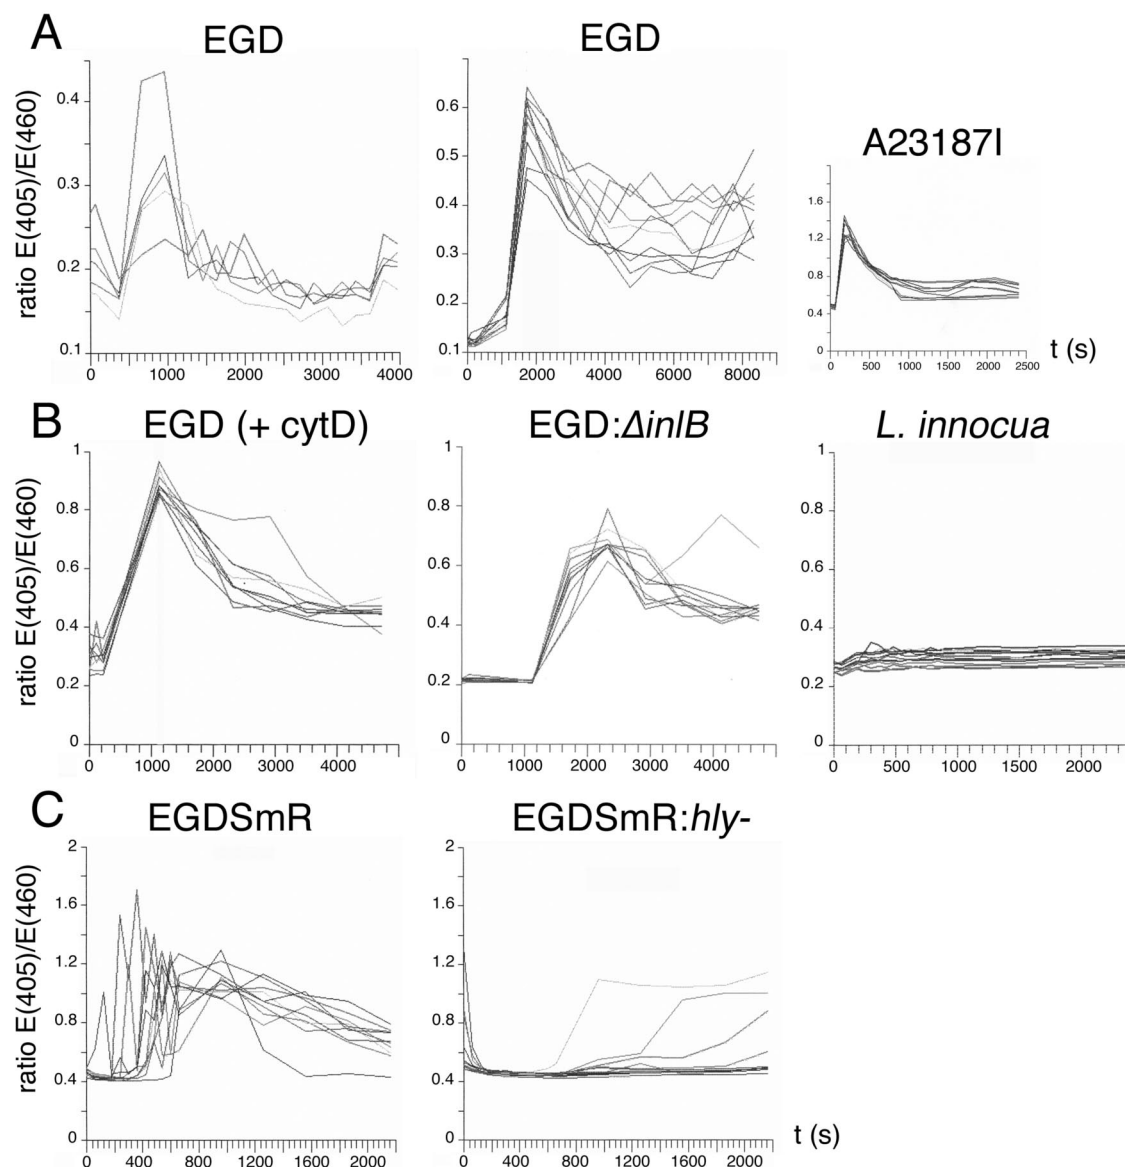 A
EGD
EGD
A23187I
ratio E(405)/E(460)
0.4
0.3
0.2
0.1
0 1000 2000 3000 4000
0.6
0.5
0.4
0.3
0.2
0.1
0 2000 4000 6000 8000
1.6
1.2
0.8
0.4
0
0 500 1000 1500 2000 2500
t (s)
B
EGD (+ cytD)
EGD:ΔinlB
L. innocua
ratio E(405)/E(460)
1
0.8
0.6
0.4
0.2
0
0 1000 2000 3000 4000
1
0.8
0.6
0.4
0.2
0
0 1000 2000 3000 4000
1
0.8
0.6
0.4
0.2
0
0 500 1000 1500 2000
C
EGDSmR
EGDSmR:hly-
ratio E(405)/E(460)
2
1.6
1.2
0.8
0.4
0
0 400 800 1200 2000
2
1.6
1.2
0.8
0.4
0
0 400 800 1200 2000
t (s)